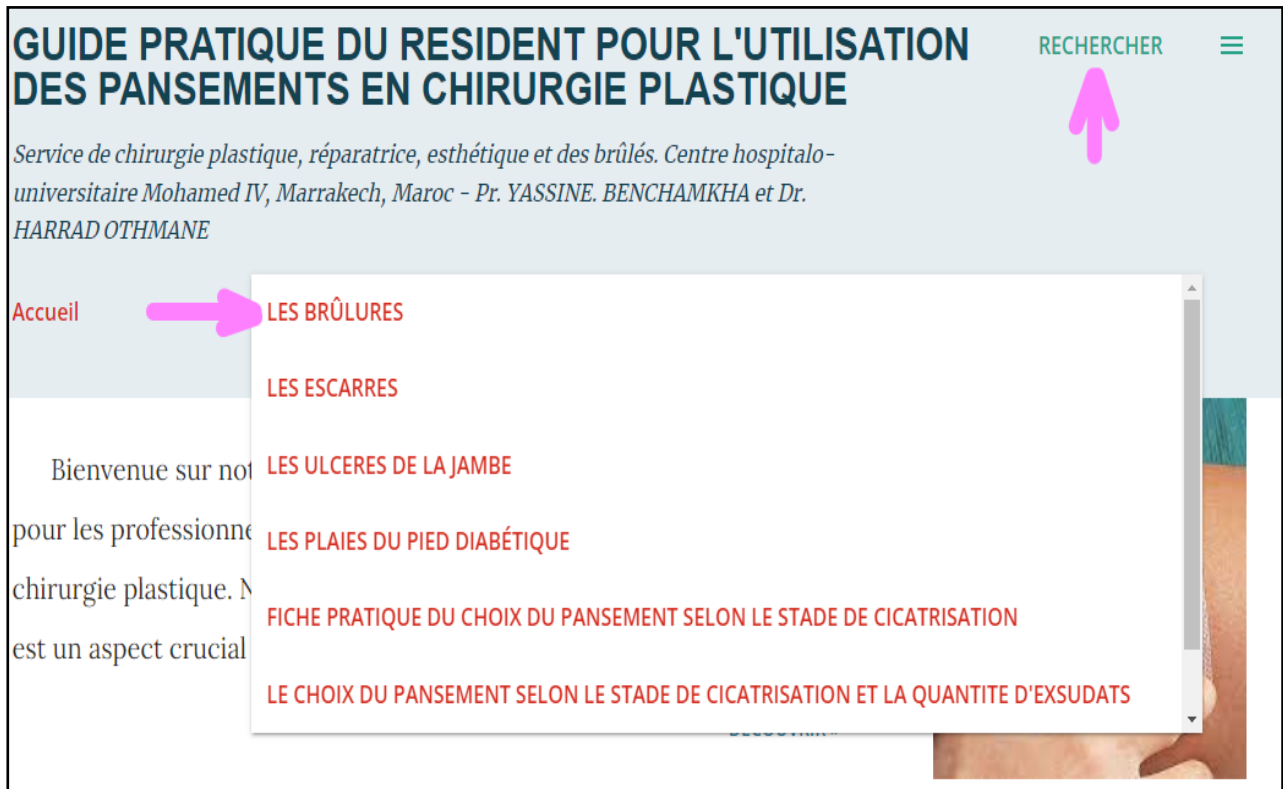 GUIDE PRATIQUE DU RESIDENT POUR L'UTILISATION
DES PANSEMENTS EN CHIRURGIE PLASTIQUE
RECHERCHER
Service de chirurgie plastique, réparatrice, esthétique et des brûlés. Centre hospitalo-
universitaire Mohamed IV, Marrakech, Maroc - Pr. YASSINE. BENCHAMKHA et Dr.
HARRAD OTHMANE
Accueil
LES BRÛLURES
LES ESCARRES
LES ULCERES DE LA JAMBE
LES PLAIES DU PIED DIABÉTIQUE
FICHE PRATIQUE DU CHOIX DU PANSEMENT SELON LE STADE DE CICATRISATION
LE CHOIX DU PANSEMENT SELON LE STADE DE CICATRISATION ET LA QUANTITE D'EXSUDATS
Bienvenue sur not
pour les professionne
chirurgie plastique. N
est un aspect crucial